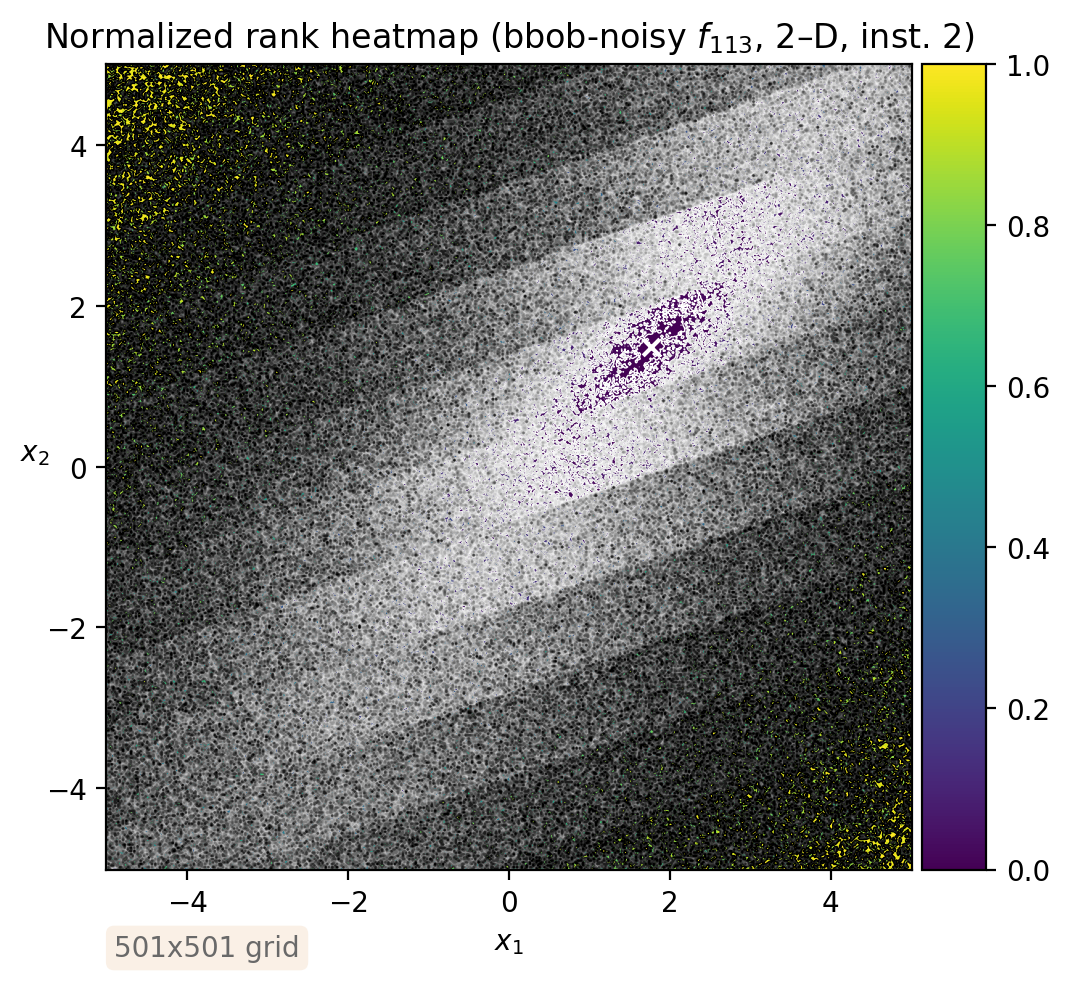 Normalized rank heatmap (bbob-noisy f₁₁₃, 2–D, inst. 2)
1.0
0.8
0.6
0.4
0.2
0.0
4
2
0
−2
−4
x₂
−4 −2 0 2 4
x₁
501x501 grid